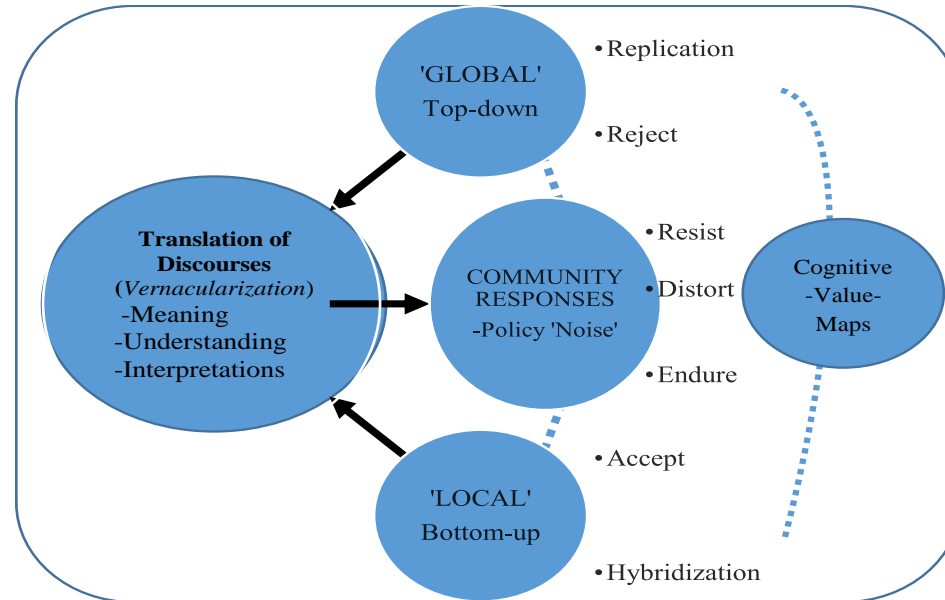 'GLOBAL'
Top-down
Translation of
Discourses
(Vernacularization)
-Meaning
-Understanding
-Interpretations
COMMUNITY
RESPONSES
-Policy 'Noise'
'LOCAL'
Bottom-up
•Replication
•Reject
•Resist
•Distort
•Endure
•Accept
•Hybridization
Cognitive
-Value-
Maps